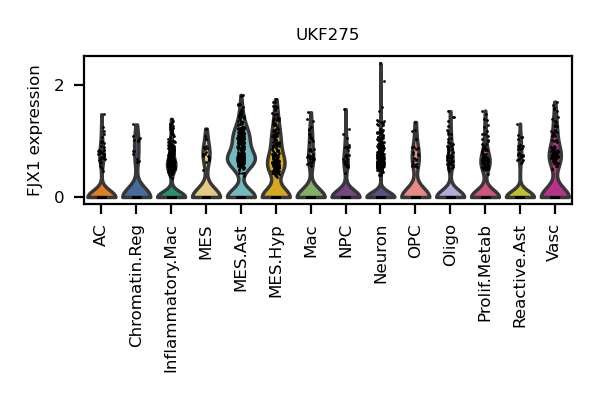 UKF275
FJX1 expression
2
0
AC
Chromatin.Reg
Inflammatory.Mac
MES
MES.Ast
MES.Hyp
Mac
NPC
Neuron
OPC
Oligo
Prolif.Metab
Reactive.Ast
Vasc